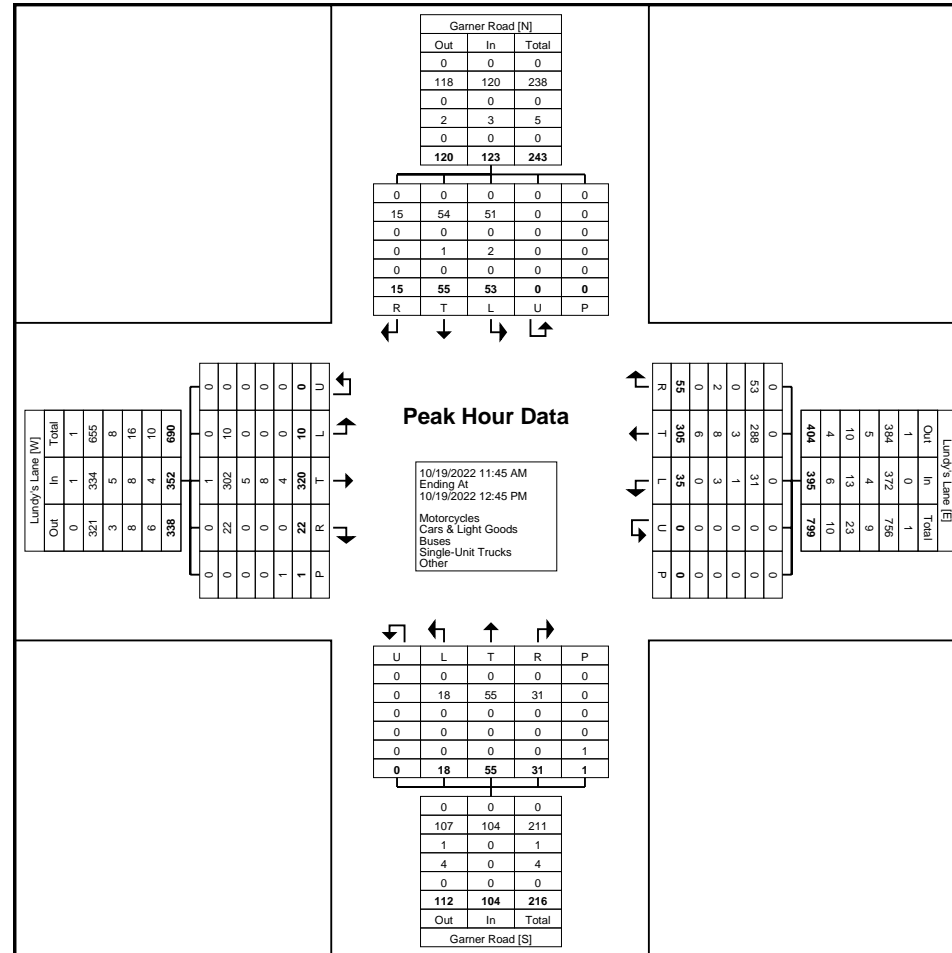 Garner Road [N]
Out In Total
0 0 0
118 120 238
0 0 0
2 3 5
0 0 0
120 123 243
0 0 0 0 0
15 54 51 0 0
0 0 0 0 0
0 1 2 0 0
0 0 0 0 0
15 55 53 0 0
R T L U P
Lundy's Lane [W]
Total 1 655 8 16 10 690
In 1 334 5 8 4 352
Out 0 321 3 8 6 338
0 0 0 0 0 0 U
0 10 0 0 0 10 L
1 302 5 8 4 320 T
0 22 0 0 0 22 R
0 0 0 0 1 1 P
Peak Hour Data
10/19/2022 11:45 AM
Ending At
10/19/2022 12:45 PM
Motorcycles
Cars & Light Goods
Buses
Single-Unit Trucks
Other
R 55 0 2 0 53 0
T 305 6 8 3 288 0
L 35 0 3 1 31 0
U 0 0 0 0 0 0
P 0 0 0 0 0 0
404 4 10 5 384 1 Out
395 6 13 4 372 0 In
799 10 23 9 756 1 Total
Lundy's Lane [E]
U L T R P
0 0 0 0 0
0 18 55 31 0
0 0 0 0 0
0 0 0 0 0
0 0 0 0 1
0 18 55 31 1
0 0 0
107 104 211
1 0 1
4 0 4
0 0 0
112 104 216
Out In Total
Garner Road [S]